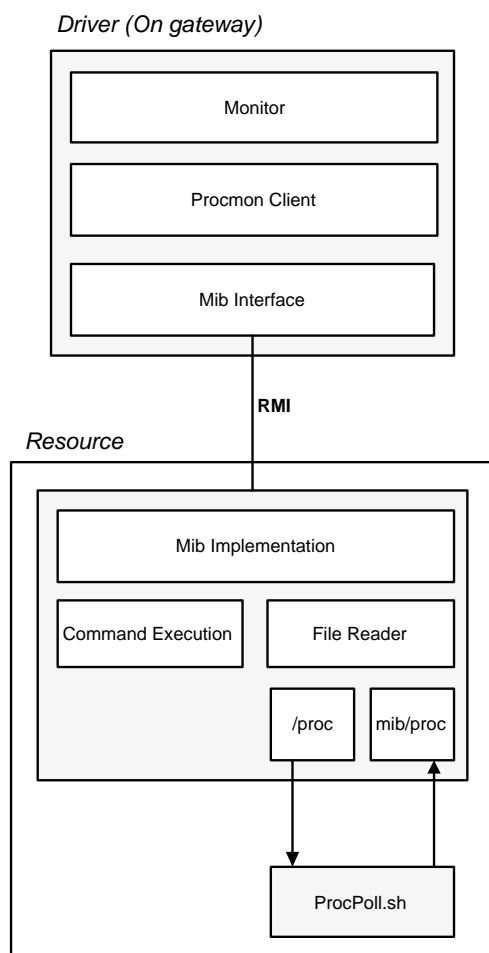 Driver (On gateway)
Monitor
Procmon Client
Mib Interface
RMI
Resource
Mib Implementation
Command Execution
File Reader
/proc
mib/proc
ProcPoll.sh